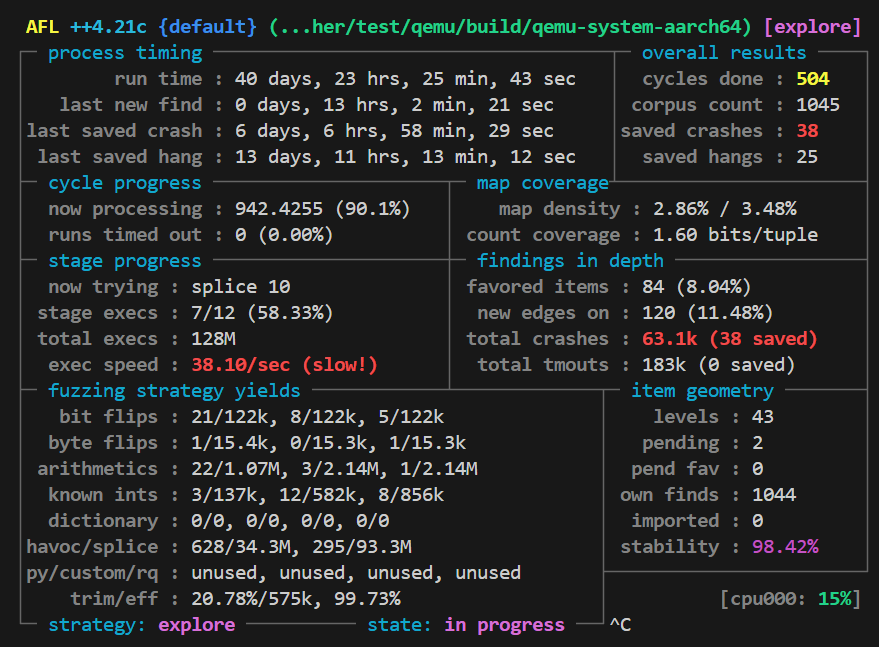 AFL ++4.21c {default} (...her/test/qemu/build/qemu-system-aarch64) [explore]
process timing overall results
run time : 40 days, 23 hrs, 25 min, 43 sec cycles done : 504
last new find : 0 days, 13 hrs, 2 min, 21 sec corpus count : 1045
last saved crash : 6 days, 6 hrs, 58 min, 29 sec saved crashes : 38
last saved hang : 13 days, 11 hrs, 13 min, 12 sec saved hangs : 25
cycle progress map coverage
now processing : 942.4255 (90.1%) map density : 2.86% / 3.48%
runs timed out : 0 (0.00%) count coverage : 1.60 bits/tuple
stage progress findings in depth
now trying : splice 10 favored items : 84 (8.04%)
stage execs : 7/12 (58.33%) new edges on : 120 (11.48%)
total execs : 128M total crashes : 63.1k (38 saved)
exec speed : 38.10/sec (slow!) total tmouts : 183k (0 saved)
fuzzing strategy yields item geometry
bit flips : 21/122k, 8/122k, 5/122k levels : 43
byte flips : 1/15.4k, 0/15.3k, 1/15.3k pending : 2
arithmetics : 22/1.07M, 3/2.14M, 1/2.14M pend fav : 0
known ints : 3/137k, 12/582k, 8/856k own finds : 1044
dictionary : 0/0, 0/0, 0/0, 0/0 imported : 0
havoc/splice : 628/34.3M, 295/93.3M stability : 98.42%
py/custom/rq : unused, unused, unused, unused
trim/eff : 20.78%/575k, 99.73% [cpu000: 15%]
strategy: explore state: in progress ^C